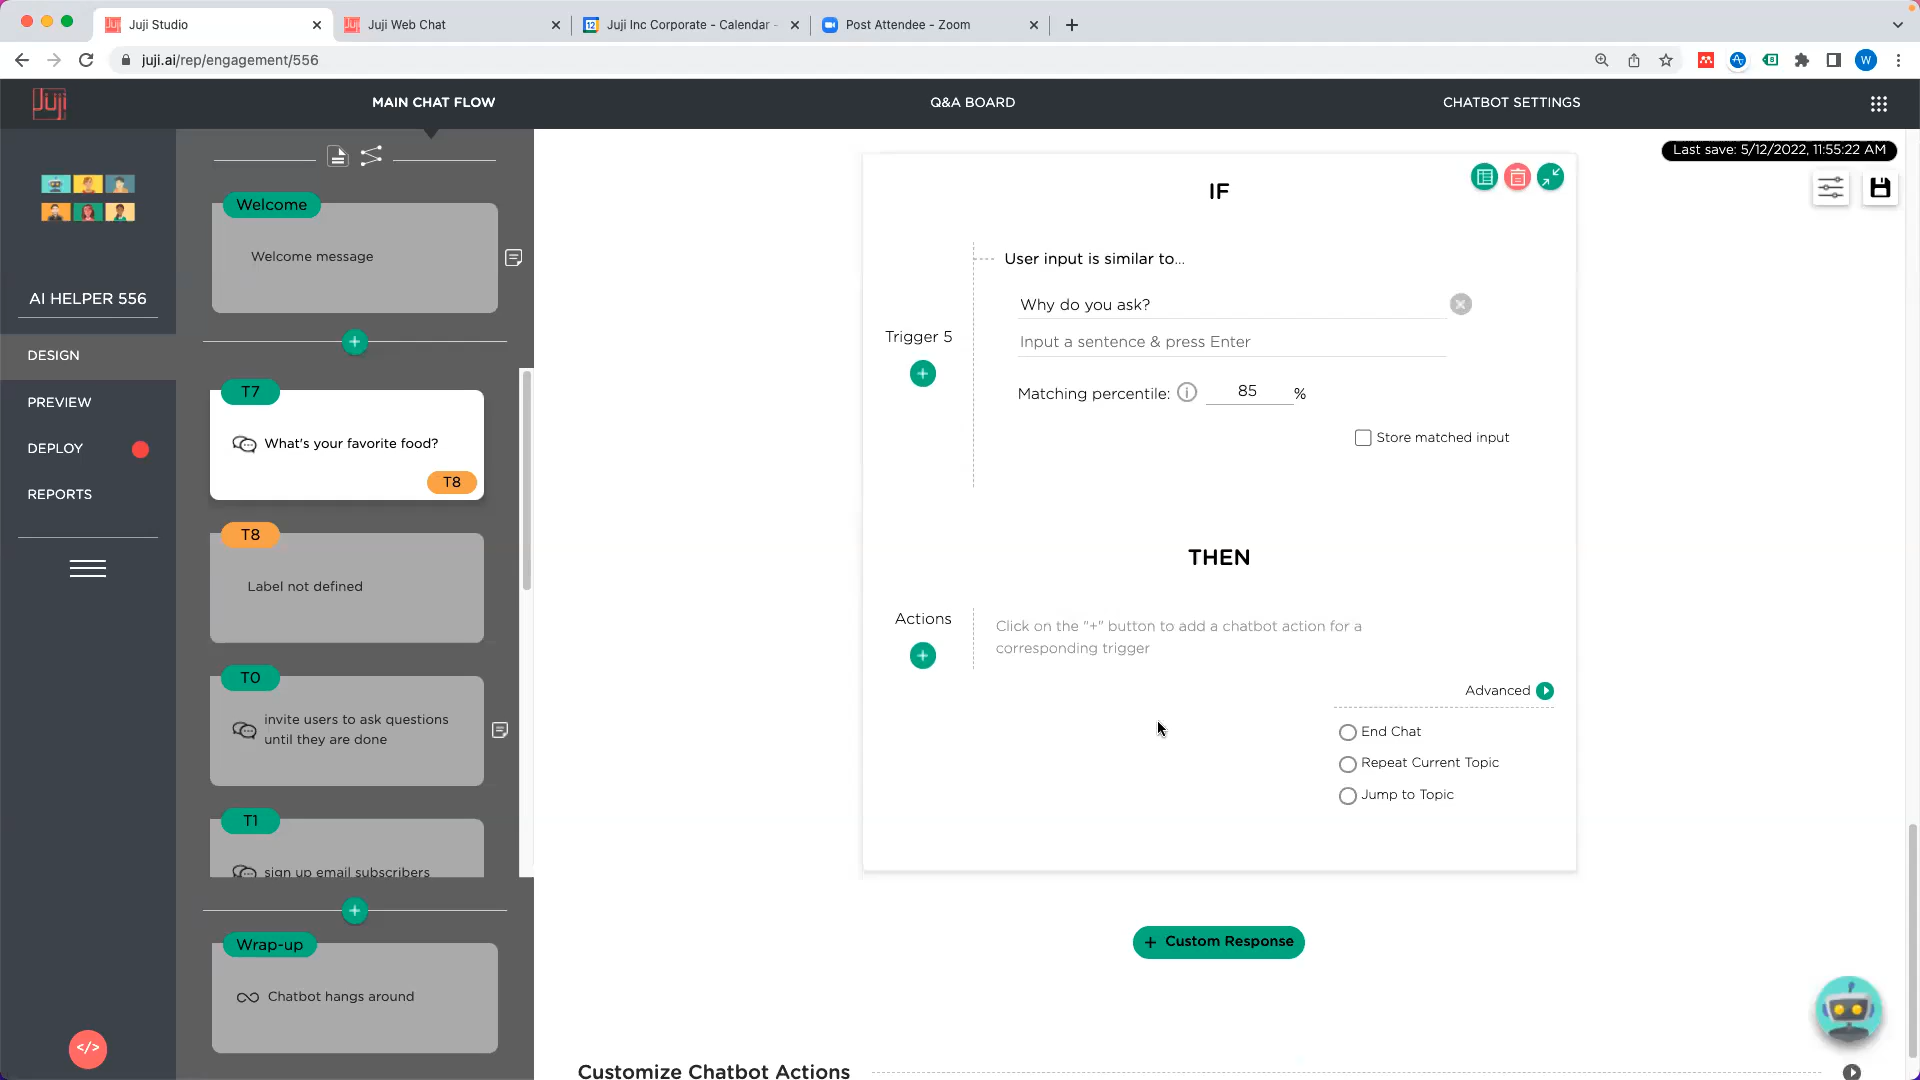 Juji Studio
Juji Web Chat
12
Juji Inc Corporate - Calendar -
Post Attendee - Zoom
juji.ai/rep/engagement/556
W
Juji
MAIN CHAT FLOW
Q&A BOARD
CHATBOT SETTINGS
Last save: 5/12/2022, 11:55:22 AM
AI HELPER 556
DESIGN
PREVIEW
DEPLOY
REPORTS
</>
Welcome
Welcome message
T7
What's your favorite food?
T8
T8
Label not defined
T0
invite users to ask questions
until they are done
T1
sign up email subscribers
Wrap-up
Chatbot hangs around
IF
Trigger 5
User input is similar to...
Why do you ask?
Input a sentence & press Enter
Matching percentile: 85 %
Store matched input
THEN
Actions
Click on the "+" button to add a chatbot action for a
corresponding trigger
Advanced
End Chat
Repeat Current Topic
Jump to Topic
+ Custom Response
Customize Chatbot Actions